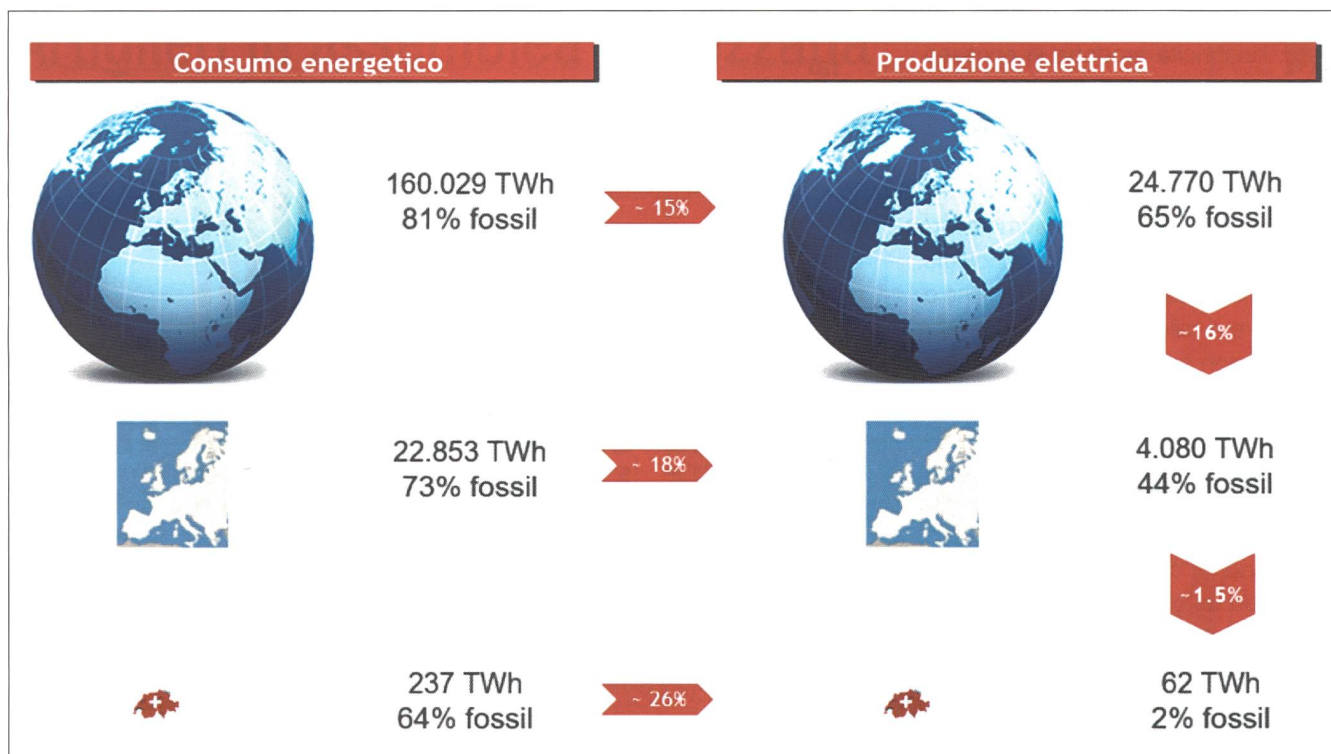 Consumo energetico
Produzione elettrica
160.029 TWh
81% fossil
~ 15%
24.770 TWh
65% fossil
~16%
22.853 TWh
73% fossil
~ 18%
4.080 TWh
44% fossil
~1.5%
237 TWh
64% fossil
~ 26%
62 TWh
2% fossil